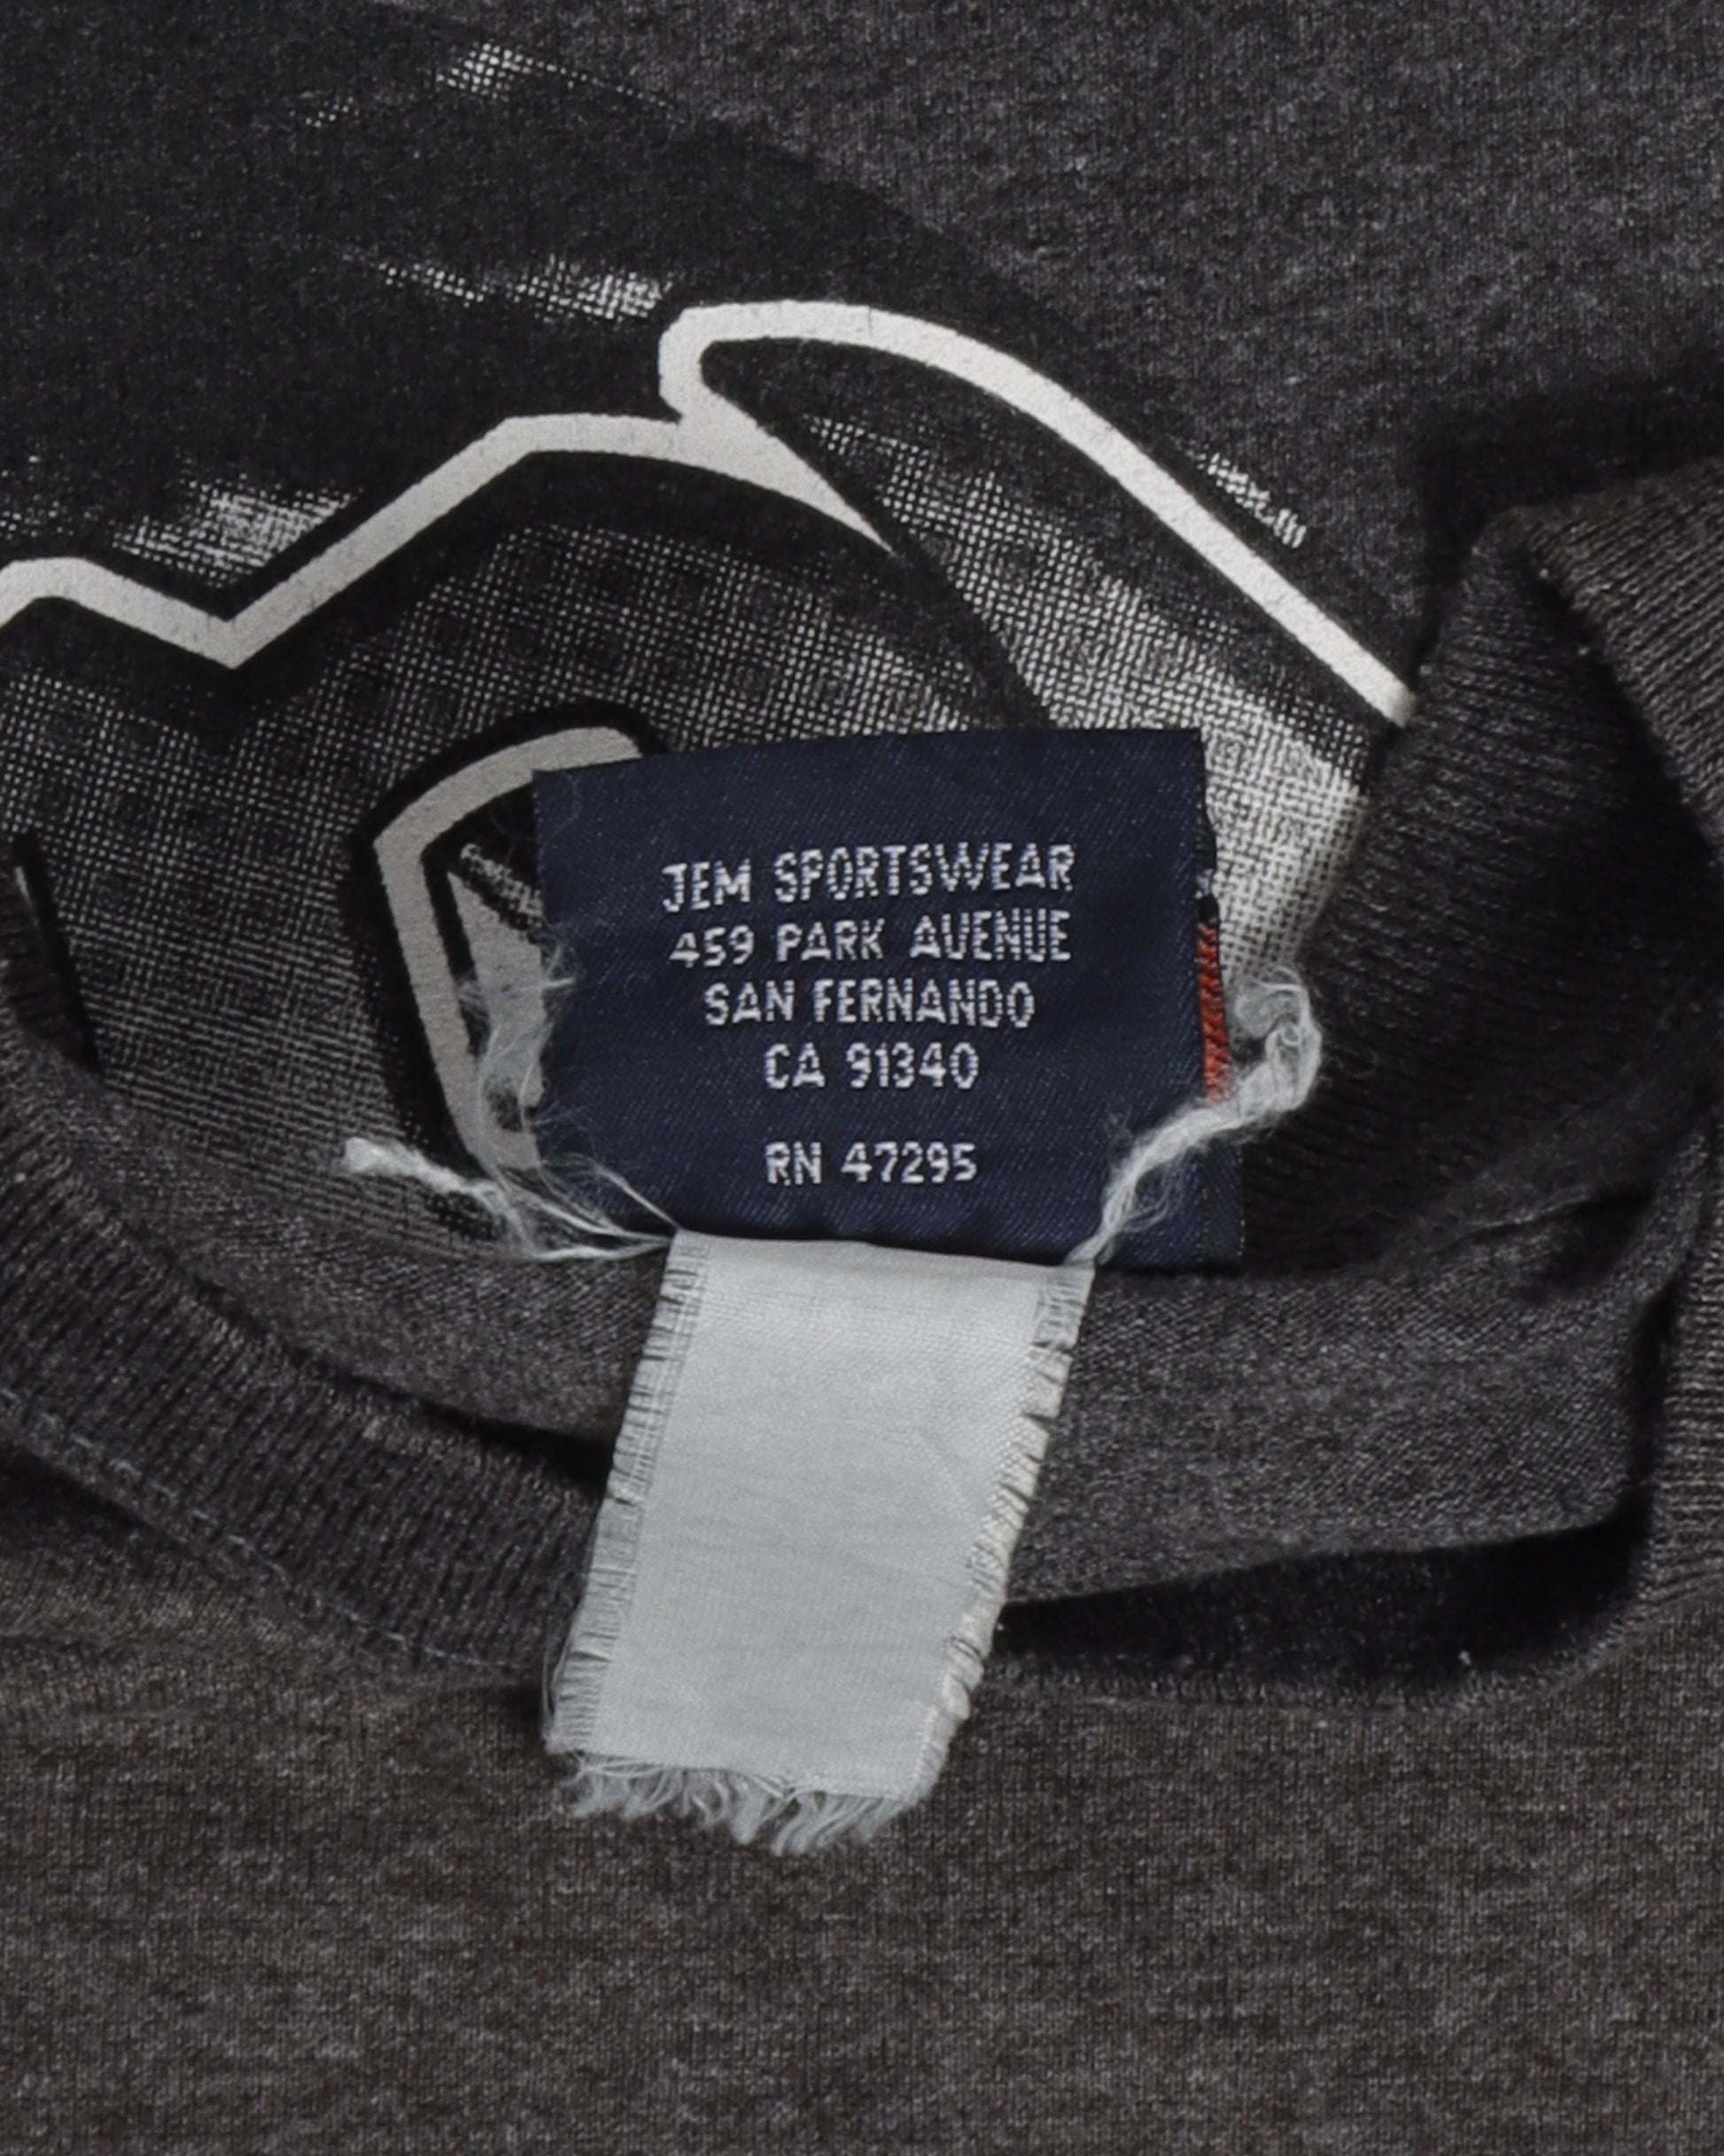 JEM SPORTSWEAR
459 PARK AVENUE
SAN FERNANDO
CA 91340
RN 47295